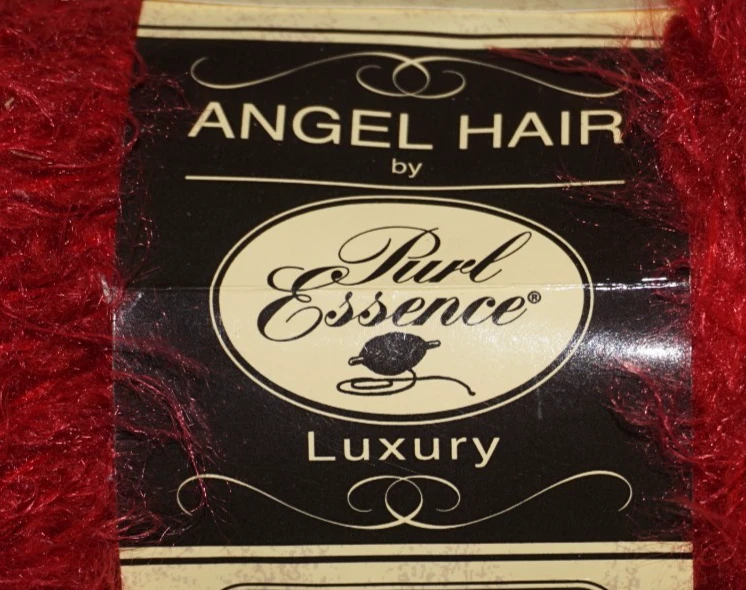 ANGEL HAIR
by
Purl
Essence®
Luxury